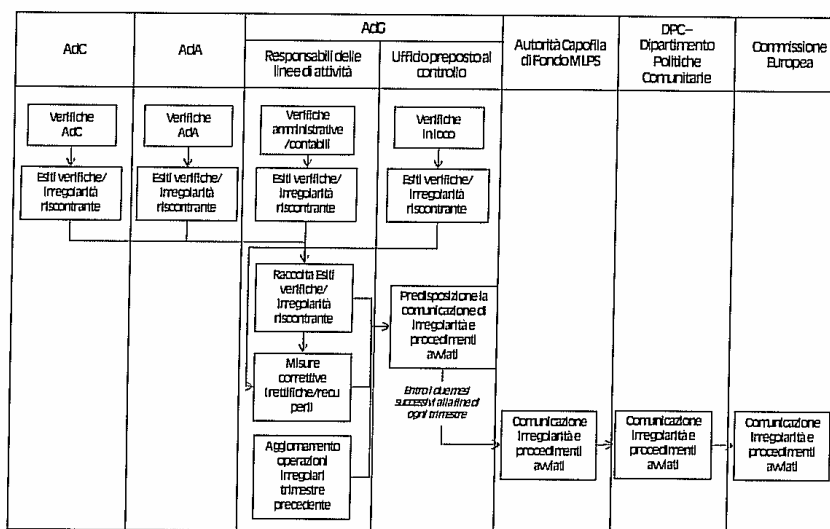 AdC
AdA
AdG
Responsabili delle
linee di attività
Ufficio preposto al
controllo
Autorità Capofila
di Fondo MLPS
DPC–
Dipartimento
Politiche
Comunitarie
Commissione
Europea
Verifiche
AdC
Verifiche
AdA
Verifiche
amministrative
/contabili
Verifiche
in loco
Esiti verifiche/
irregolarità
riscontrante
Esiti verifiche/
irregolarità
riscontrante
Esiti verifiche/
irregolarità
riscontrante
Esiti verifiche/
irregolarità
riscontrante
Raccolta Esiti
verifiche/
irregolarità
riscontrante
Predisposizione la
comunicazione di
irregolarità e
procedimenti
avviati
Misure
correttive
(rettifiche/recu
perti)
Entro i due mesi
successivi alla fine di
ogni trimestre
Aggiornamento
operazioni
irregolari
trimestre
precedente
Comunicazione
irregolarità e
procedimenti
avviati
Comunicazione
irregolarità e
procedimenti
avviati
Comunicazione
irregolarità e
procedimenti
avviati